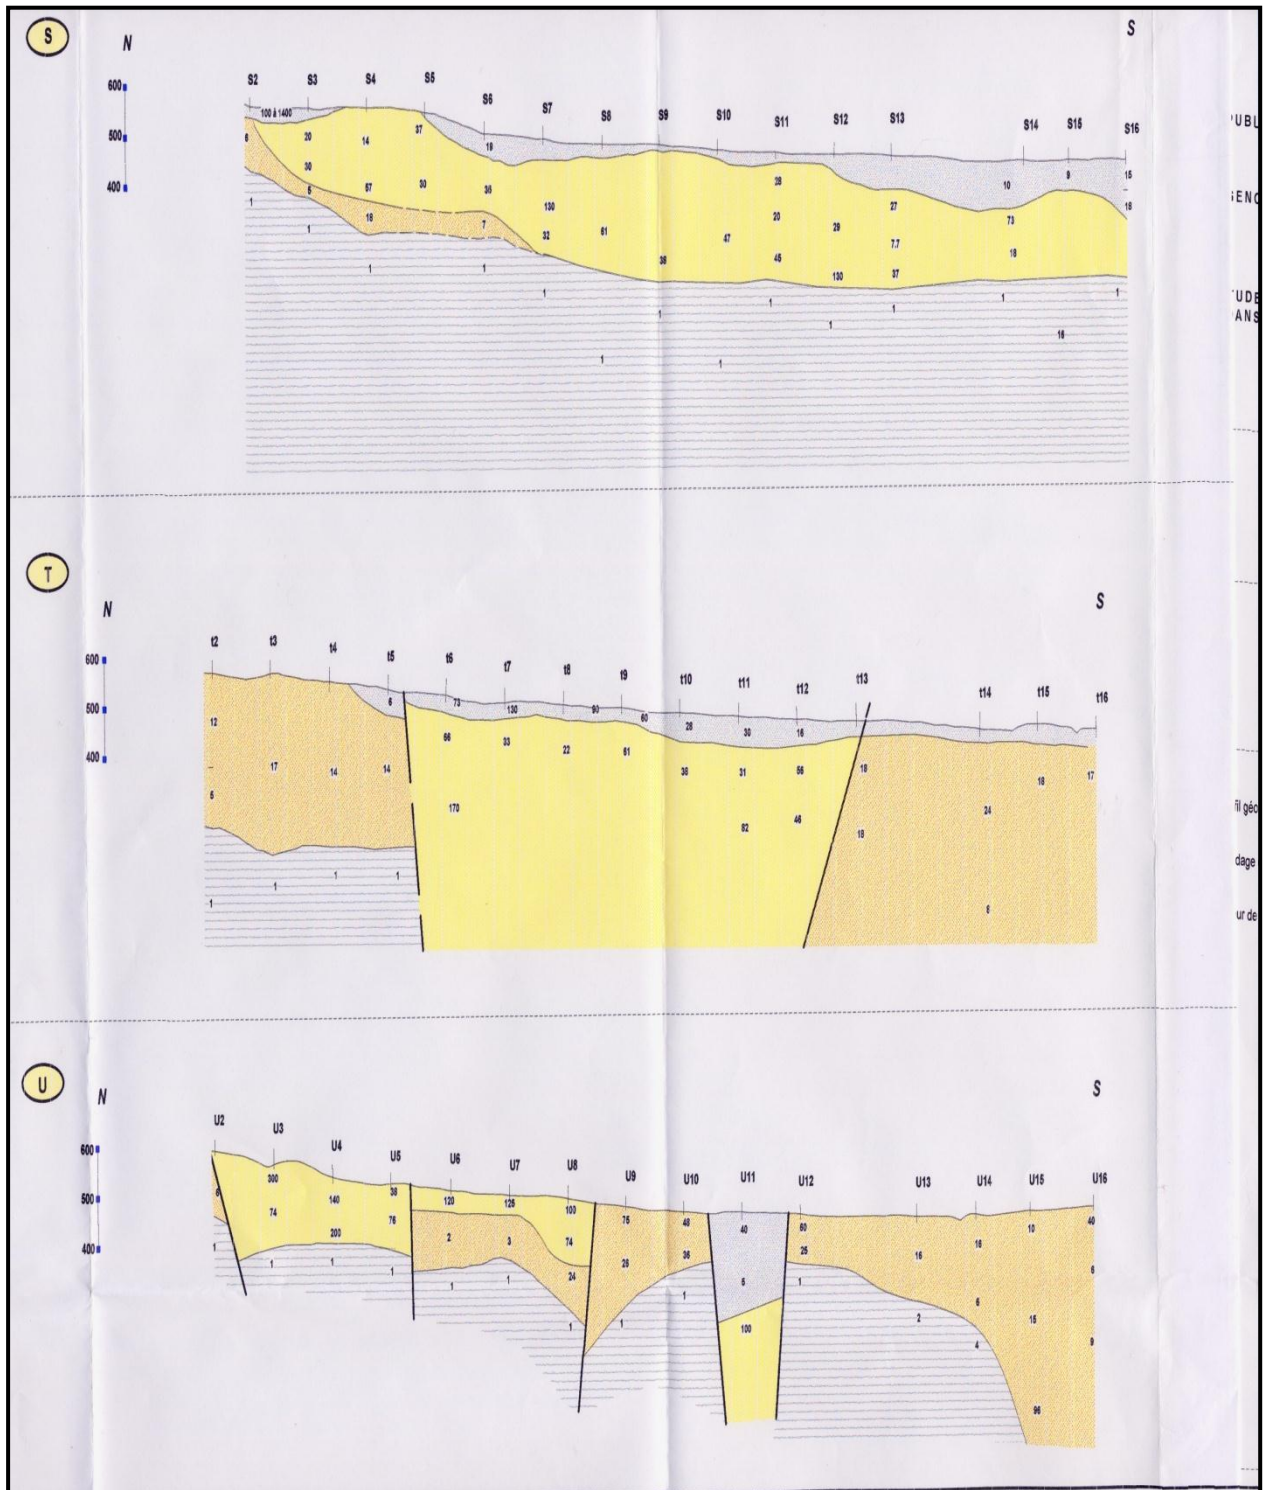 S
N
S
600
500
400
S2 S3 S4 S5 S6 S7 S8 S9 S10 S11 S12 S13 S14 S15 S16
100 à 1400
6 20 14 37 19 28 10 9 15
30 30 36 130 27 18
5 67 20 29 73
18 7 32 61 47 7.7 18
38 45 130 37
1 1 1 1 1 1 1 1 1 1 1 1
1 1 16
T
N
S
600
500
400
t2 t3 t4 t5 t6 t7 t8 t9 t10 t11 t12 t13 t14 t15 t16
6 73 130 90 60 28 30 16
12 66 33 22 61
17 14 14 38 31 56 18 18 17
5 170 82 46 18 24
1 1 1 1 8
U
N
S
600
500
400
U2 U3 U4 U5 U6 U7 U8 U9 U10 U11 U12 U13 U14 U15 U16
6 300 140 38 120 125 100 75 48 40 60 10 40
74 200 76 2 3 74 25 36 25 16 16 6
1 1 1 1 1 1 24 1 5 1 6
1 1 100 2 15 9
4
96
PUBL
ENC
UDE
ANS
fil géo
dage
ur de